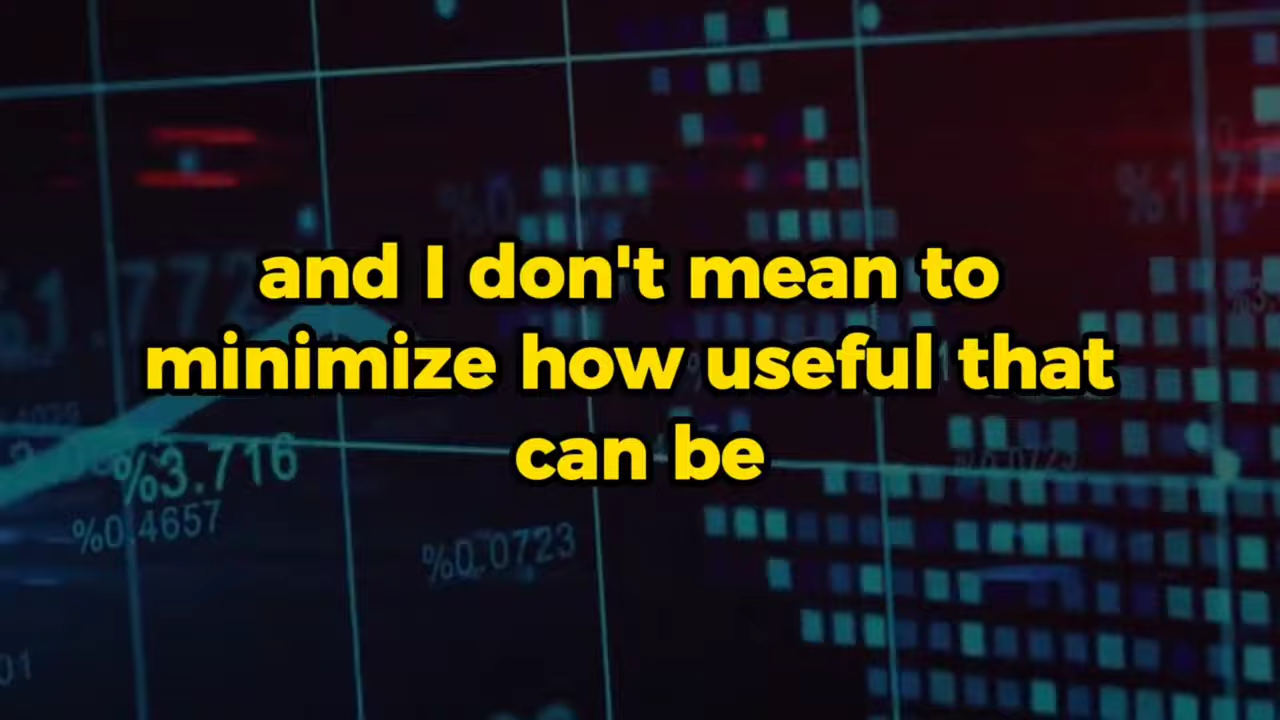 and I don't mean to
minimize how useful that
can be
%3.716
%0.4657
%0.0723